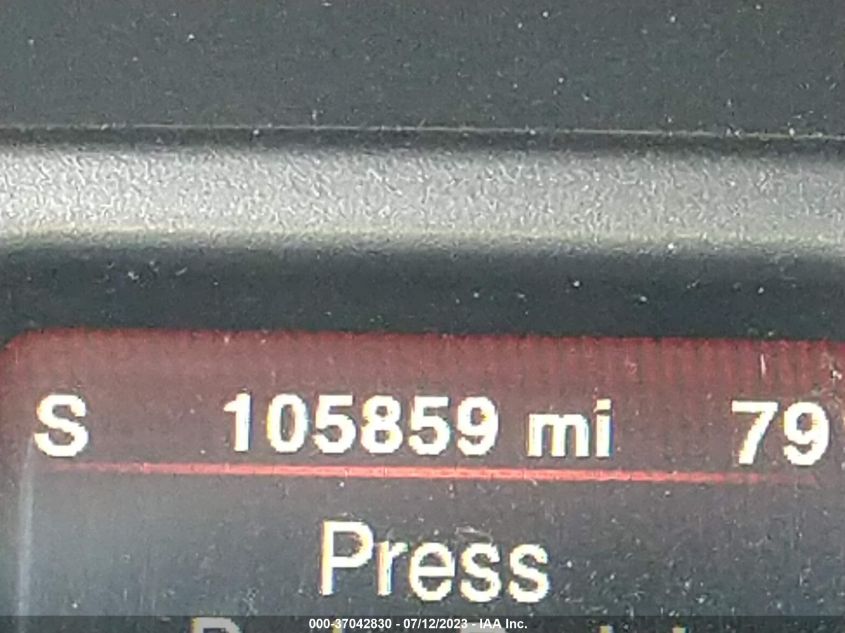 S 105859 mi 79°
Press
000-37042830 - 07/12/2023 - IAA Inc.